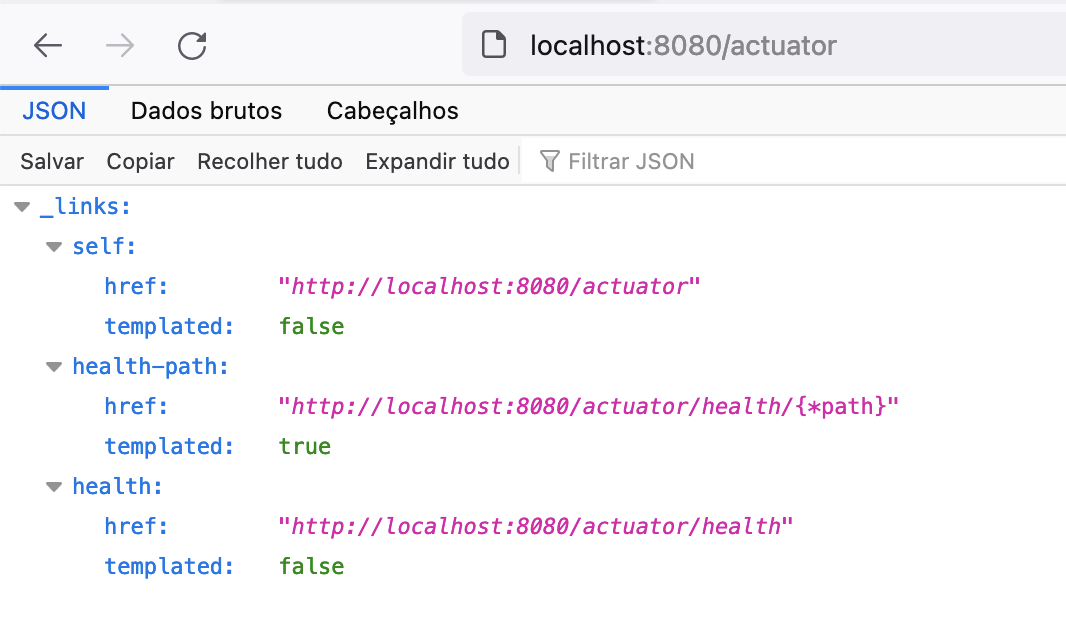 localhost:8080/actuator
JSON Dados brutos Cabeçalhos
Salvar Copiar Recolher tudo Expandir tudo Filtrar JSON
_links:
self:
href: "http://localhost:8080/actuator"
templated: false
health-path:
href: "http://localhost:8080/actuator/health/{*path}"
templated: true
health:
href: "http://localhost:8080/actuator/health"
templated: false